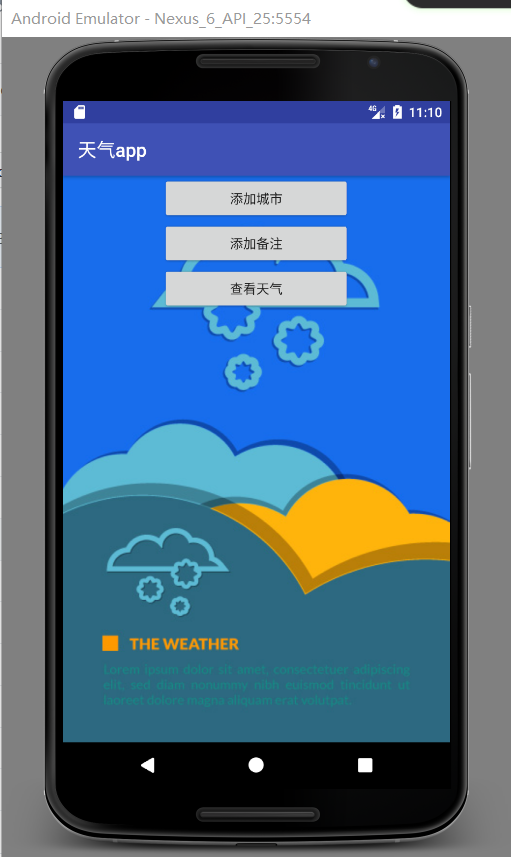 Android Emulator - Nexus_6_API_25:5554
4G 11:10
天气app
添加城市
添加备注
查看天气
THE WEATHER
Lorem ipsum dolor sit amet, consectetuer adipiscing
elit, sed diam nonummy nibh euismod tincidunt ut
laoreet dolore magna aliquam erat volutpat.